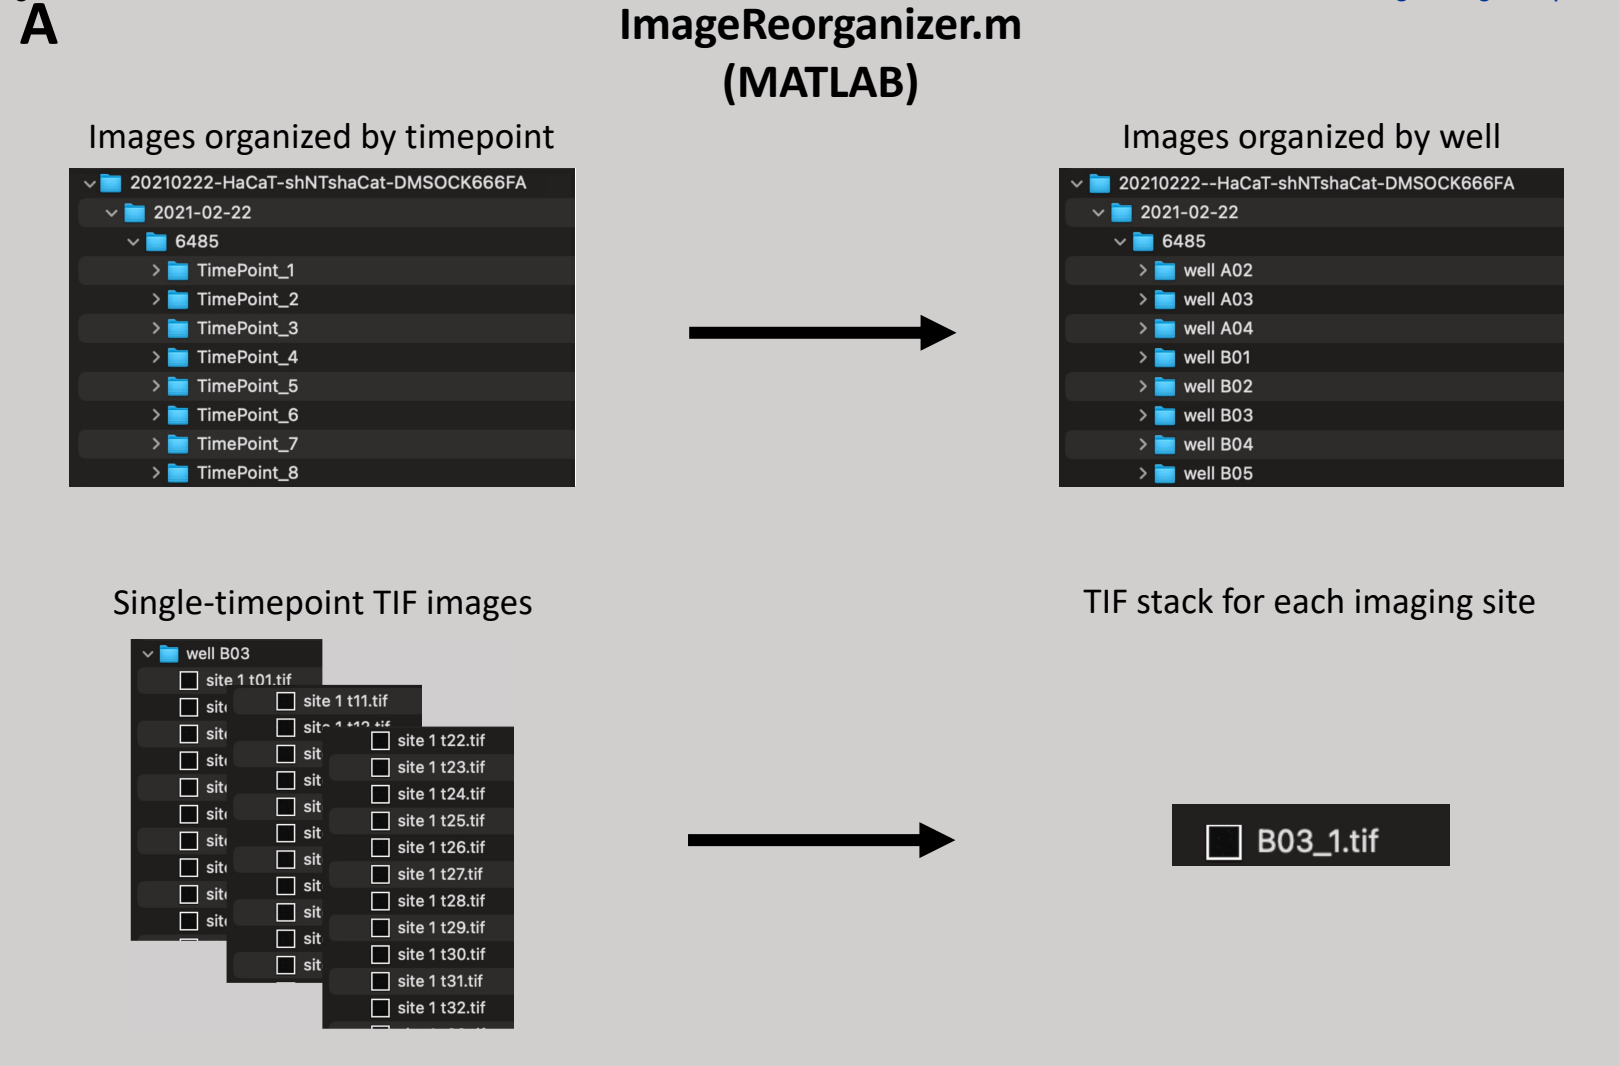 A
ImageReorganizer.m
(MATLAB)
Images organized by timepoint
20210222-HaCaT-shNTshaCat-DMSOCK666FA
2021-02-22
6485
TimePoint_1
TimePoint_2
TimePoint_3
TimePoint_4
TimePoint_5
TimePoint_6
TimePoint_7
TimePoint_8
Images organized by well
20210222--HaCaT-shNTshaCat-DMSOCK666FA
2021-02-22
6485
well A02
well A03
well A04
well B01
well B02
well B03
well B04
well B05
Single-timepoint TIF images
well B03
site 1 t01.tif
site 1 t11.tif
site 1 t12.tif
site 1 t22.tif
site 1 t23.tif
site 1 t24.tif
site 1 t25.tif
site 1 t26.tif
site 1 t27.tif
site 1 t28.tif
site 1 t29.tif
site 1 t30.tif
site 1 t31.tif
site 1 t32.tif
TIF stack for each imaging site
B03_1.tif